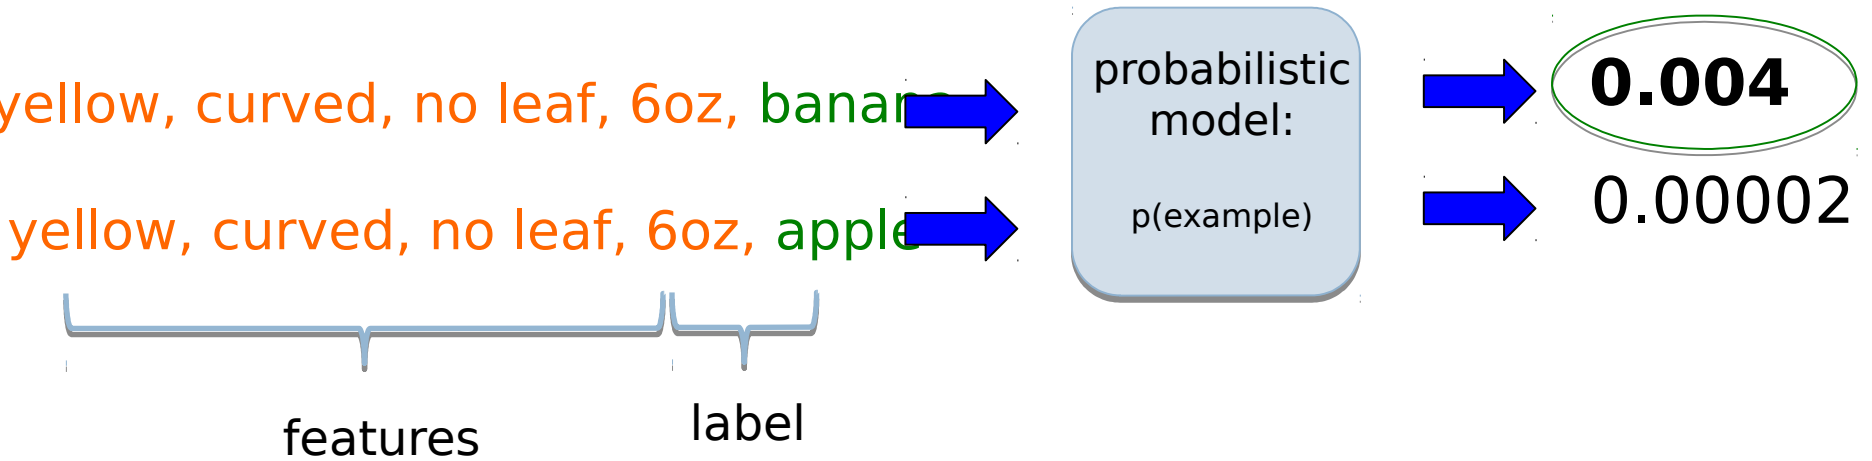 yellow, curved, no leaf, 6oz, banana
probabilistic
model:
p(example)
0.004
yellow, curved, no leaf, 6oz, apple
0.00002
features
label